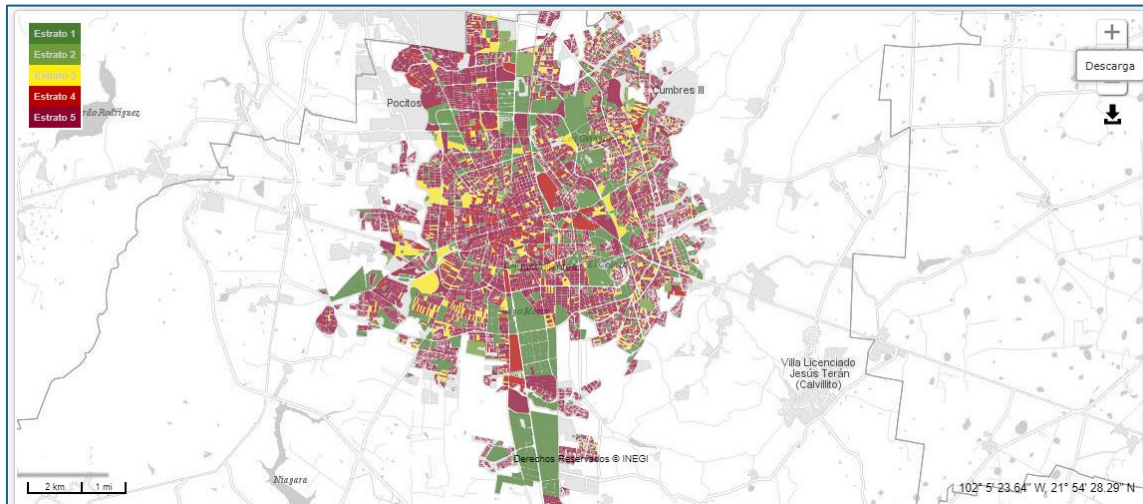 Estrato 1
Estrato 2
Estrato 3
Estrato 4
Estrato 5
Descarga
Pocitos
umbres III
Villa Licenciado
Jesús Terán
(Calvillito)
Niagara
Derechos Reservados © INEGI
2 km
1 mi
102° 5' 23.64" W, 21° 54' 28.29" N